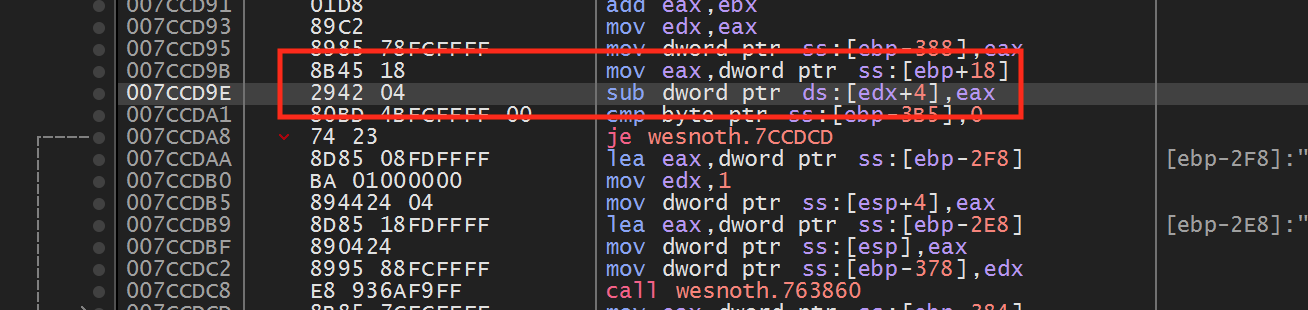 007CCD91 01D8 add eax,ebx
007CCD93 89C2 mov edx,eax
007CCD95 8985 78FCFFFF mov dword ptr ss:[ebp-388],eax
007CCD9B 8B45 18 mov eax,dword ptr ss:[ebp+18]
007CCD9E 2942 04 sub dword ptr ds:[edx+4],eax
007CCDA1 80BD 4BFCFFFF 00 cmp byte ptr ss:[ebp-3B5],0
007CCDA8 74 23 je wesnoth.7CCDCD
007CCDAA 8D85 08FDFFFF lea eax,dword ptr ss:[ebp-2F8] [ebp-2F8]:"
007CCDB0 BA 01000000 mov edx,1
007CCDB5 894424 04 mov dword ptr ss:[esp+4],eax
007CCDB9 8D85 18FDFFFF lea eax,dword ptr ss:[ebp-2E8] [ebp-2E8]:"
007CCDBF 890424 mov dword ptr ss:[esp],eax
007CCDC2 8995 88FCFFFF mov dword ptr ss:[ebp-378],edx
007CCDC8 E8 936AF9FF call wesnoth.763860